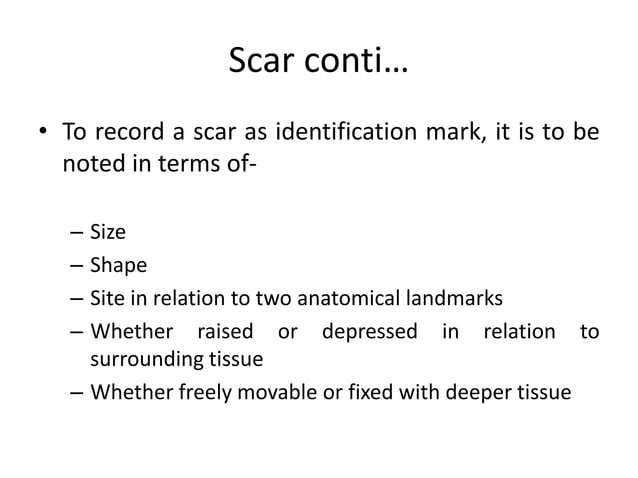 Scar conti…
• To record a scar as identification mark, it is to be
noted in terms of-
– Size
– Shape
– Site in relation to two anatomical landmarks
– Whether raised or depressed in relation to
surrounding tissue
– Whether freely movable or fixed with deeper tissue